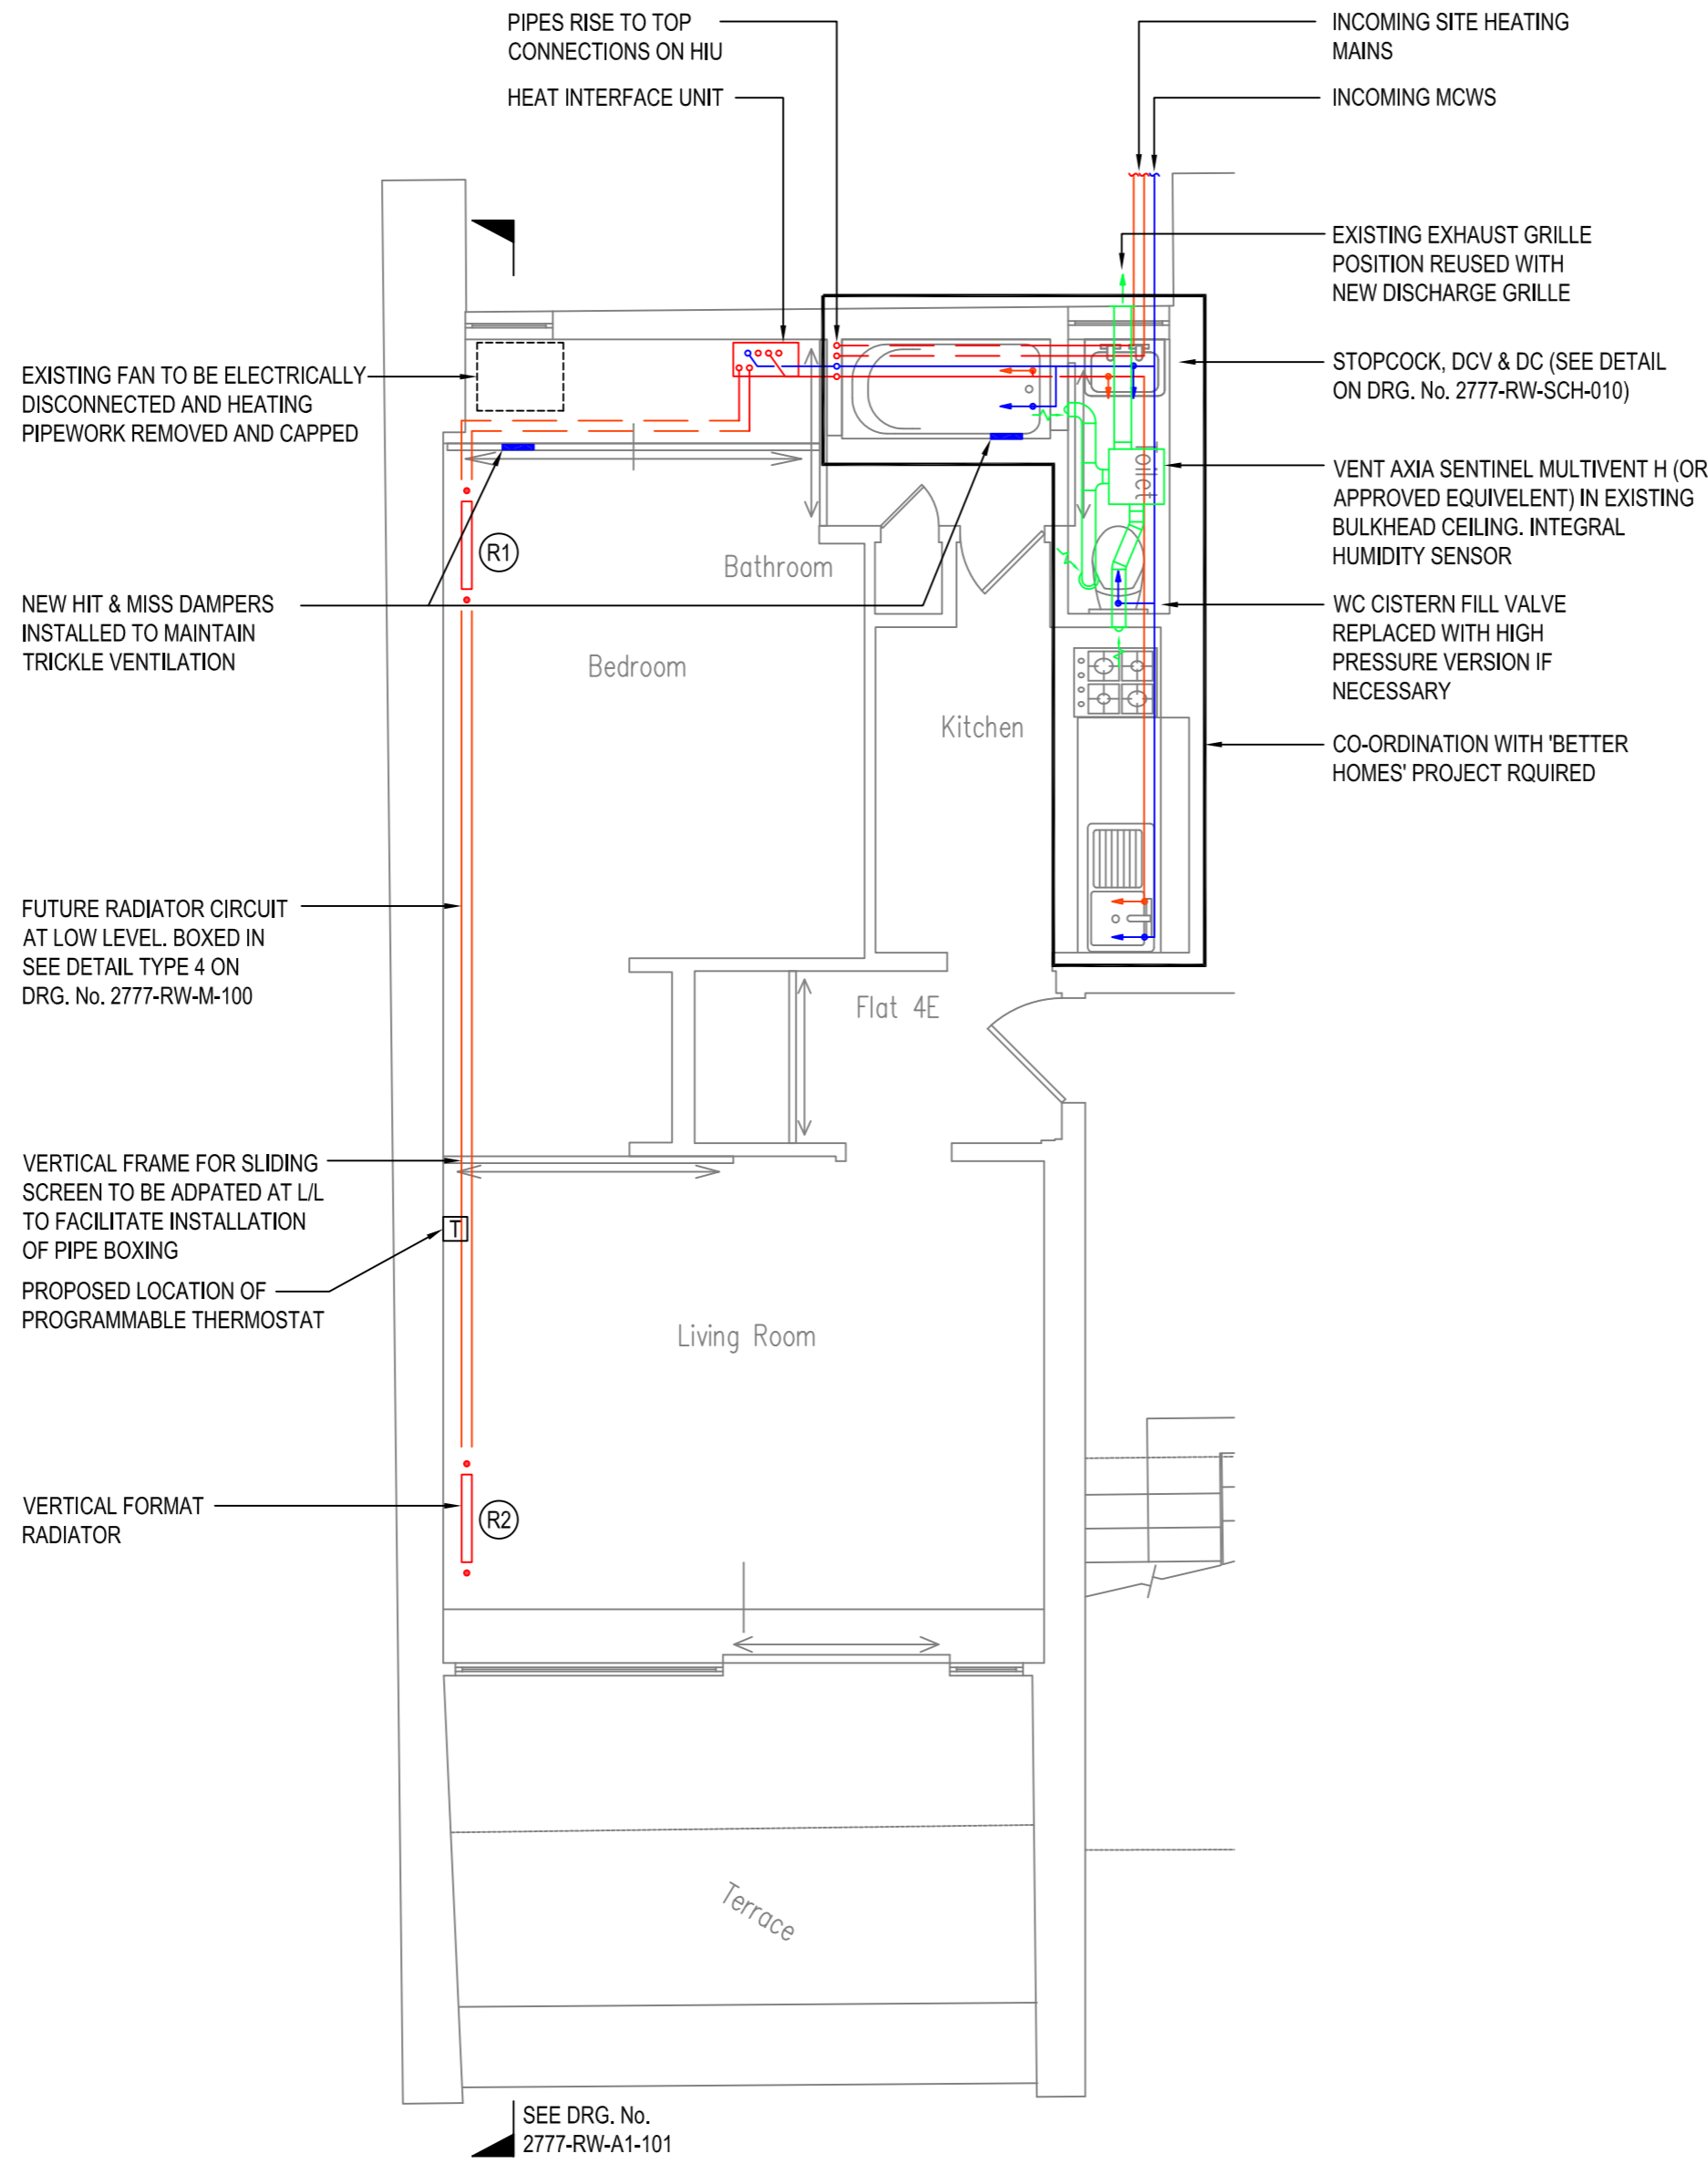 PIPES RISE TO TOP
CONNECTIONS ON HIU
HEAT INTERFACE UNIT
INCOMING SITE HEATING
MAINS
INCOMING MCWS
EXISTING EXHAUST GRILLE
POSITION REUSED WITH
NEW DISCHARGE GRILLE
STOPCOCK, DCV & DC (SEE DETAIL
ON DRG. No. 2777-RW-SCH-010)
VENT AXIA SENTINEL MULTIVENT H (OR
APPROVED EQUIVELENT) IN EXISTING
BULKHEAD CEILING. INTEGRAL
HUMIDITY SENSOR
WC CISTERN FILL VALVE
REPLACED WITH HIGH
PRESSURE VERSION IF
NECESSARY
CO-ORDINATION WITH 'BETTER
HOMES' PROJECT RQUIRED
EXISTING FAN TO BE ELECTRICALLY
DISCONNECTED AND HEATING
PIPEWORK REMOVED AND CAPPED
NEW HIT & MISS DAMPERS
INSTALLED TO MAINTAIN
TRICKLE VENTILATION
FUTURE RADIATOR CIRCUIT
AT LOW LEVEL. BOXED IN
SEE DETAIL TYPE 4 ON
DRG. No. 2777-RW-M-100
VERTICAL FRAME FOR SLIDING
SCREEN TO BE ADPATED AT L/L
TO FACILITATE INSTALLATION
OF PIPE BOXING
PROPOSED LOCATION OF
PROGRAMMABLE THERMOSTAT
VERTICAL FORMAT
RADIATOR
Toilet
R1
Bathroom
Bedroom
Kitchen
Flat 4E
T
Living Room
R2
Terrace
SEE DRG. No.
2777-RW-A1-101